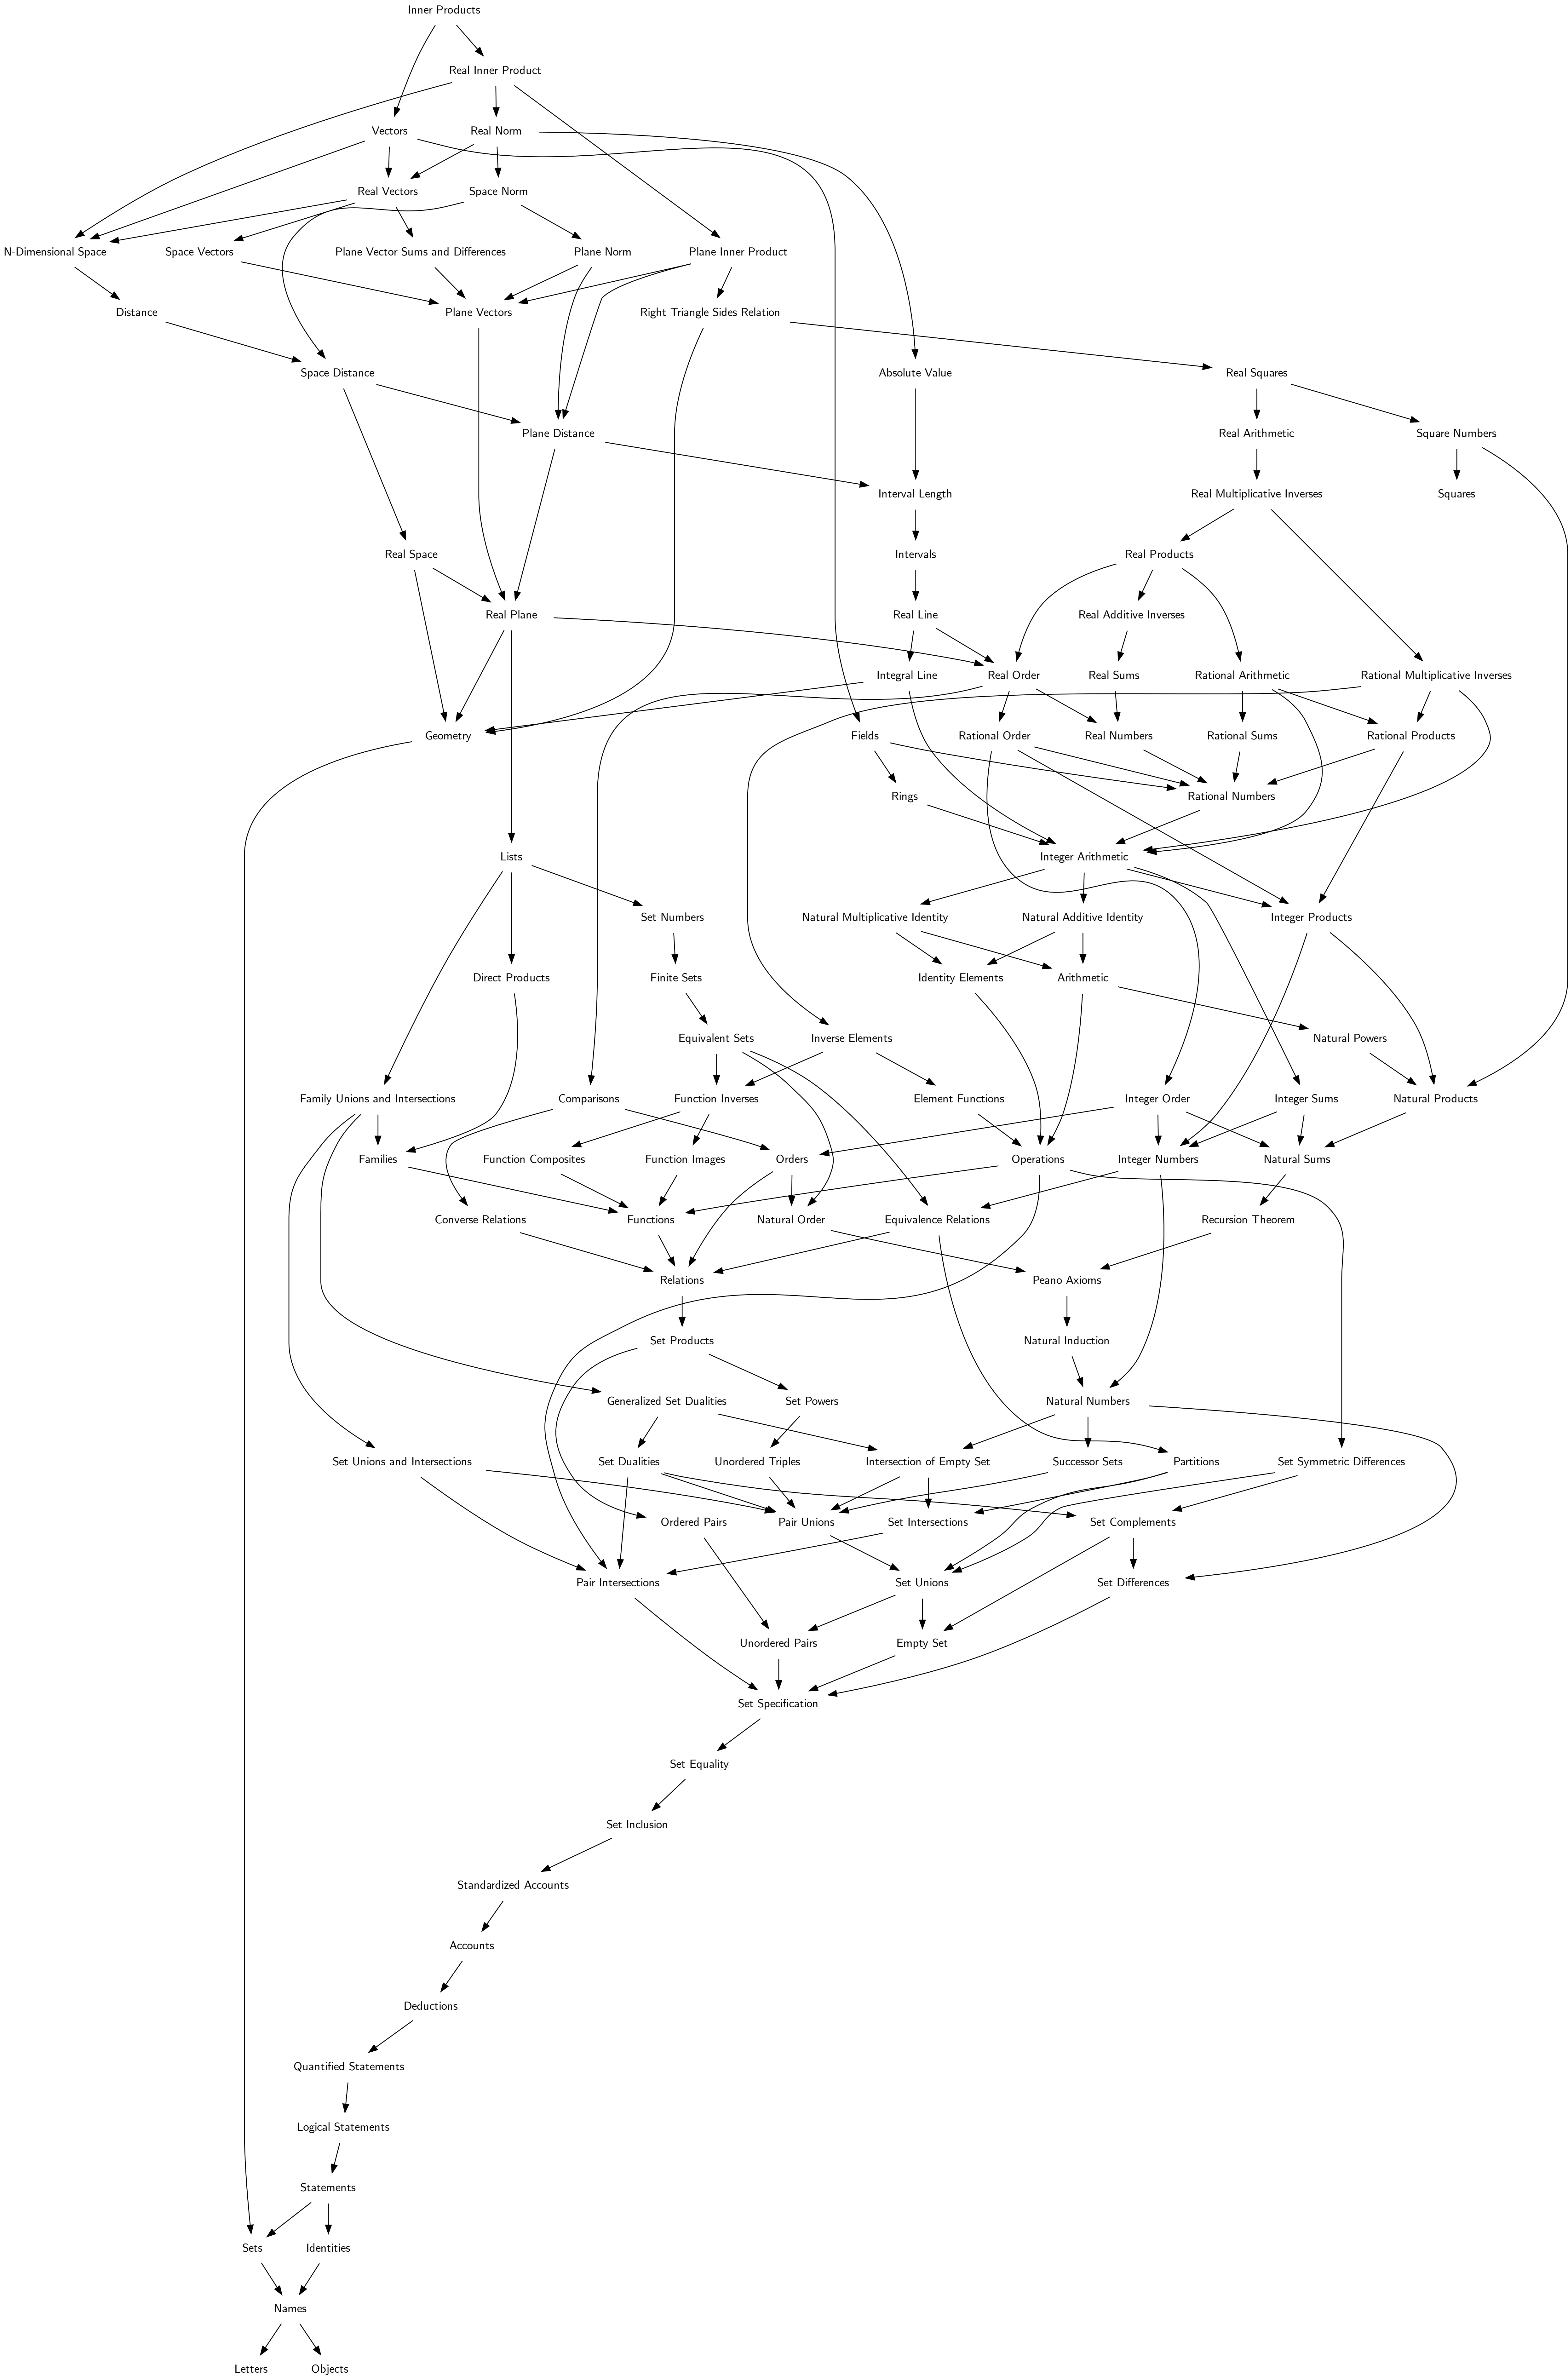 Inner Products
Real Inner Product
Vectors
Real Norm
Real Vectors
Space Norm
N-Dimensional Space
Space Vectors
Plane Vector Sums and Differences
Plane Norm
Plane Inner Product
Distance
Plane Vectors
Right Triangle Sides Relation
Space Distance
Absolute Value
Real Squares
Plane Distance
Real Arithmetic
Square Numbers
Interval Length
Real Multiplicative Inverses
Squares
Real Space
Intervals
Real Products
Real Plane
Real Line
Real Additive Inverses
Integral Line
Real Order
Real Sums
Rational Arithmetic
Rational Multiplicative Inverses
Geometry
Fields
Rational Order
Real Numbers
Rational Sums
Rational Products
Rings
Rational Numbers
Lists
Integer Arithmetic
Set Numbers
Natural Multiplicative Identity
Natural Additive Identity
Integer Products
Direct Products
Finite Sets
Identity Elements
Arithmetic
Equivalent Sets
Inverse Elements
Natural Powers
Family Unions and Intersections
Comparisons
Function Inverses
Element Functions
Integer Order
Integer Sums
Natural Products
Families
Function Composites
Function Images
Orders
Operations
Integer Numbers
Natural Sums
Converse Relations
Functions
Natural Order
Equivalence Relations
Recursion Theorem
Relations
Peano Axioms
Set Products
Natural Induction
Generalized Set Dualities
Set Powers
Natural Numbers
Set Unions and Intersections
Set Dualities
Unordered Triples
Intersection of Empty Set
Successor Sets
Partitions
Set Symmetric Differences
Ordered Pairs
Pair Unions
Set Intersections
Set Complements
Pair Intersections
Set Unions
Set Differences
Unordered Pairs
Empty Set
Set Specification
Set Equality
Set Inclusion
Standardized Accounts
Accounts
Deductions
Quantified Statements
Logical Statements
Statements
Sets
Identities
Names
Letters
Objects